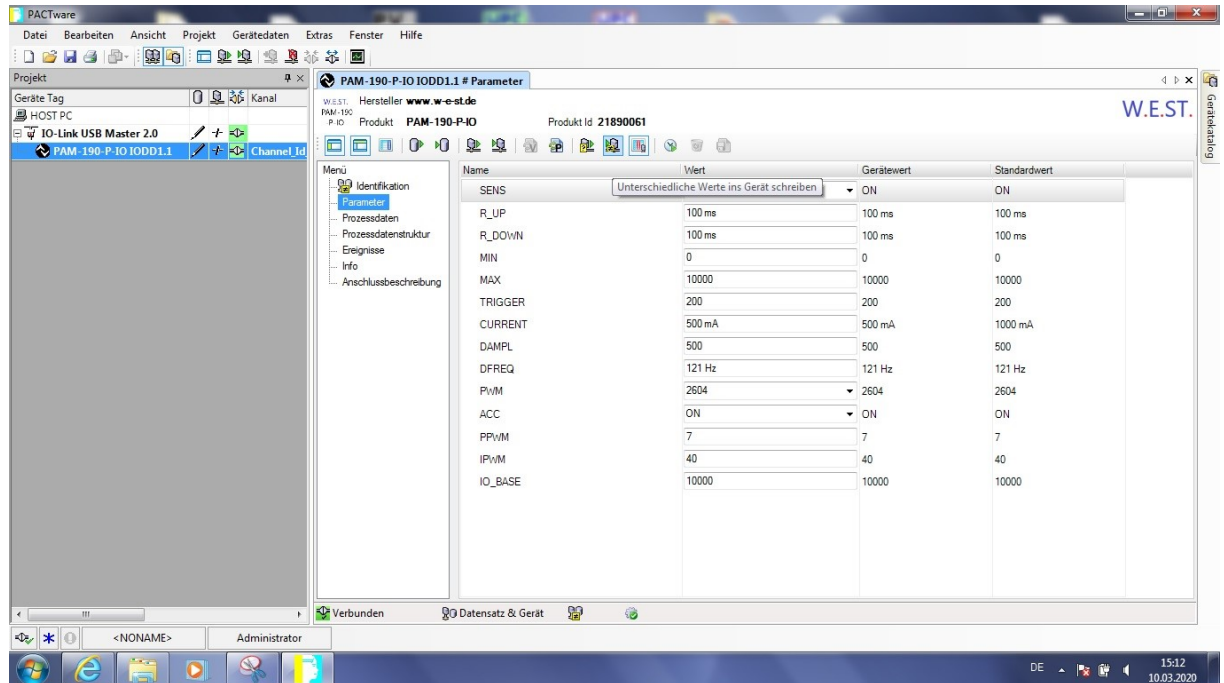 PACTware
Datei Bearbeiten Ansicht Projekt Gerätedaten Extras Fenster Hilfe
Projekt
Geräte Tag Kanal
HOST PC
IO-Link USB Master 2.0
PAM-190-P-IO IODD1.1 Channel_Id
PAM-190-P-IO IODD1.1 # Parameter
W.E.ST. Hersteller www.w-e-st.de
PAM-190
P-IO Produkt PAM-190-P-IO Produkt Id 21890061
W.E.ST.
Gerätekatalog
Menü
Identifikation
Parameter
Prozessdaten
Prozessdatenstruktur
Ereignisse
Info
Anschlussbeschreibung
Name Wert Gerätewert Standardwert
Unterschiedliche Werte ins Gerät schreiben
SENS ON ON
R_UP 100 ms 100 ms 100 ms
R_DOWN 100 ms 100 ms 100 ms
MIN 0 0 0
MAX 10000 10000 10000
TRIGGER 200 200 200
CURRENT 500 mA 500 mA 1000 mA
DAMPL 500 500 500
DFREQ 121 Hz 121 Hz 121 Hz
PWM 2604 2604 2604
ACC ON ON ON
PPWM 7 7 7
IPWM 40 40 40
IO_BASE 10000 10000 10000
Verbunden Datensatz & Gerät
<NONAME> Administrator
DE 15:12
10.03.2020